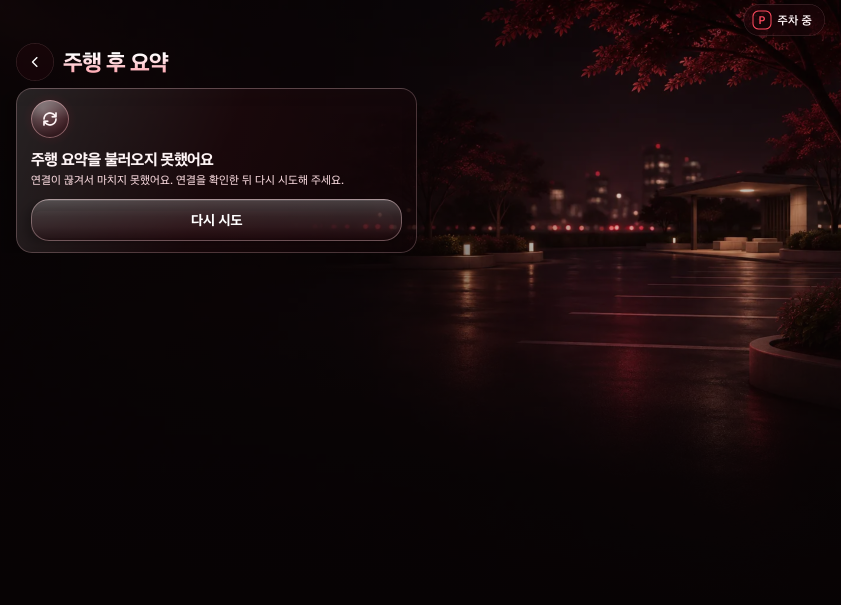 P 주차 중
주행 후 요약
주행 요약을 불러오지 못했어요
연결이 끊겨서 마치지 못했어요. 연결을 확인한 뒤 다시 시도해 주세요.
다시 시도